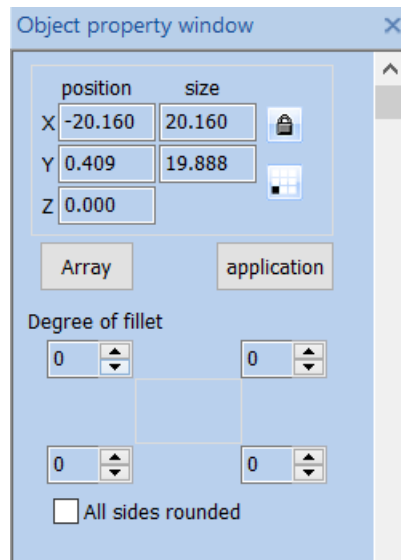 Object property window
position size
X -20.160 20.160
Y 0.409 19.888
Z 0.000
Array application
Degree of fillet
0 0
0 0
All sides rounded